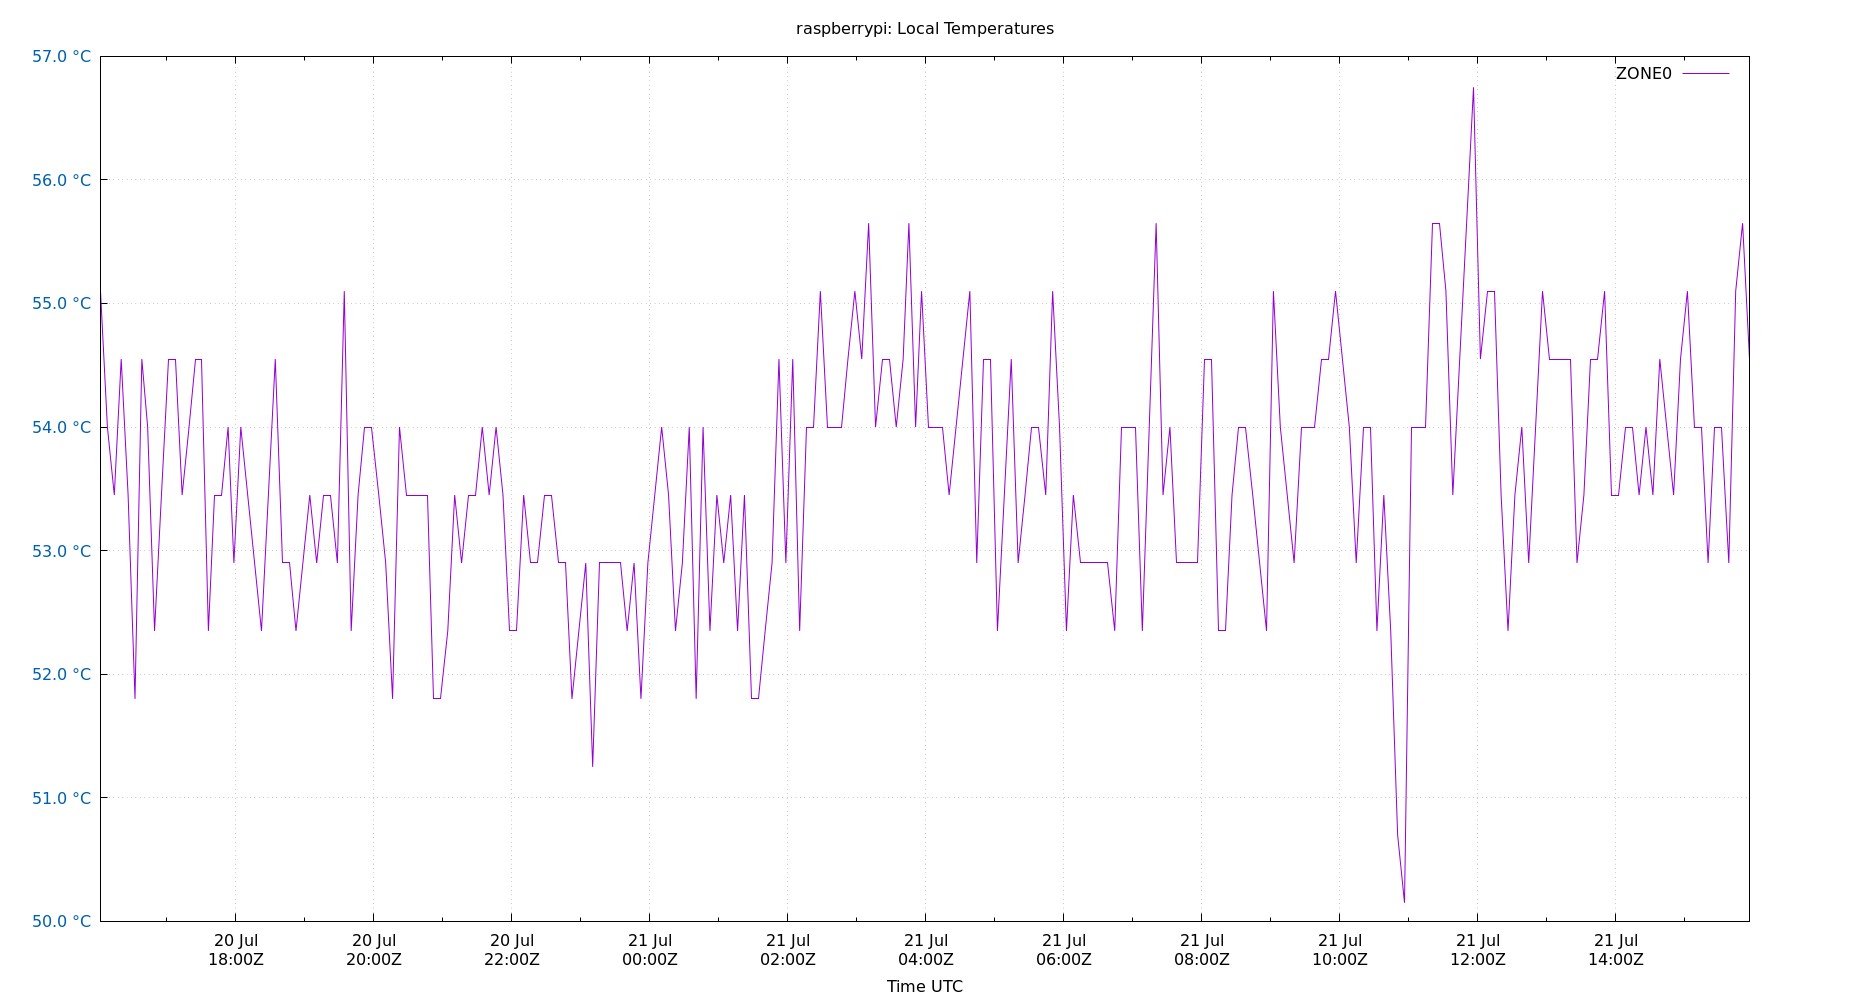 raspberrypi: Local Temperatures
57.0 °C
56.0 °C
55.0 °C
54.0 °C
53.0 °C
52.0 °C
51.0 °C
50.0 °C
ZONE0
20 Jul
18:00Z
20 Jul
20:00Z
20 Jul
22:00Z
21 Jul
00:00Z
21 Jul
02:00Z
21 Jul
04:00Z
21 Jul
06:00Z
21 Jul
08:00Z
21 Jul
10:00Z
21 Jul
12:00Z
21 Jul
14:00Z
Time UTC